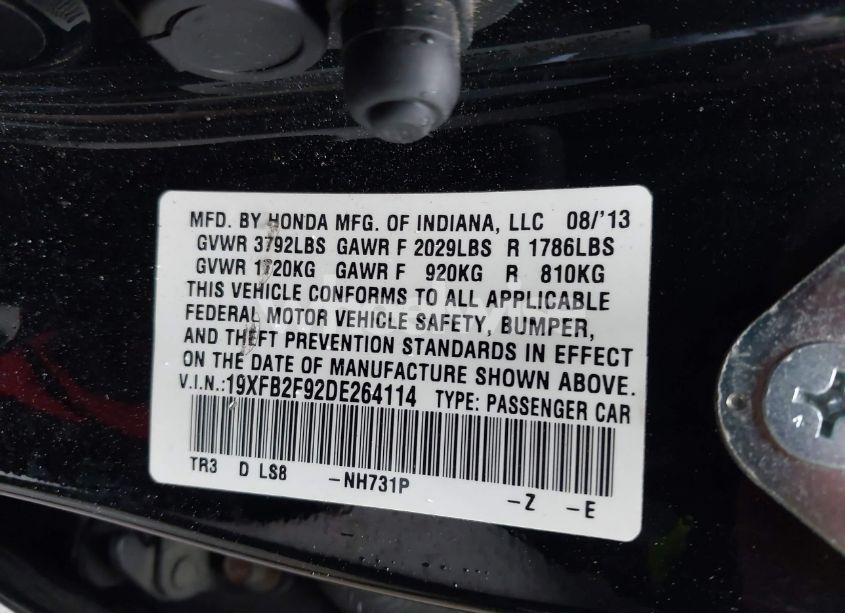 MFD. BY HONDA MFG. OF INDIANA, LLC 08/'13
GVWR 3792LBS GAWR F 2029LBS R 1786LBS
GVWR 1720KG GAWR F 920KG R 810KG
THIS VEHICLE CONFORMS TO ALL APPLICABLE
FEDERAL MOTOR VEHICLE SAFETY, BUMPER,
AND THEFT PREVENTION STANDARDS IN EFFECT
ON THE DATE OF MANUFACTURE SHOWN ABOVE.
V.I.N.:19XFB2F92DE264114 TYPE: PASSENGER CAR
TR3 D LS8 -NH731P -Z -E